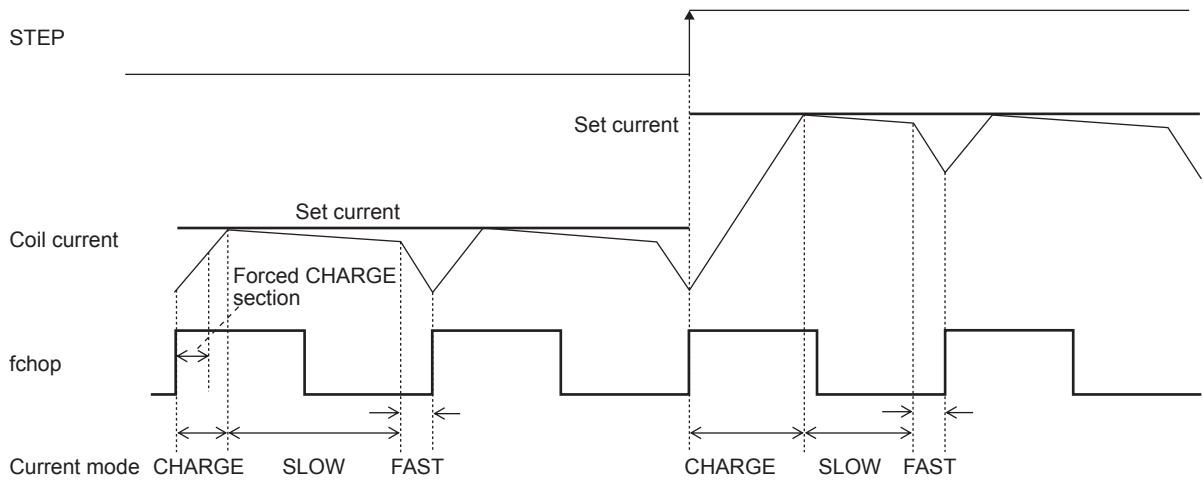 STEP
Set current
Set current
Coil current
Forced CHARGE
section
fchop
Current mode CHARGE SLOW FAST CHARGE SLOW FAST